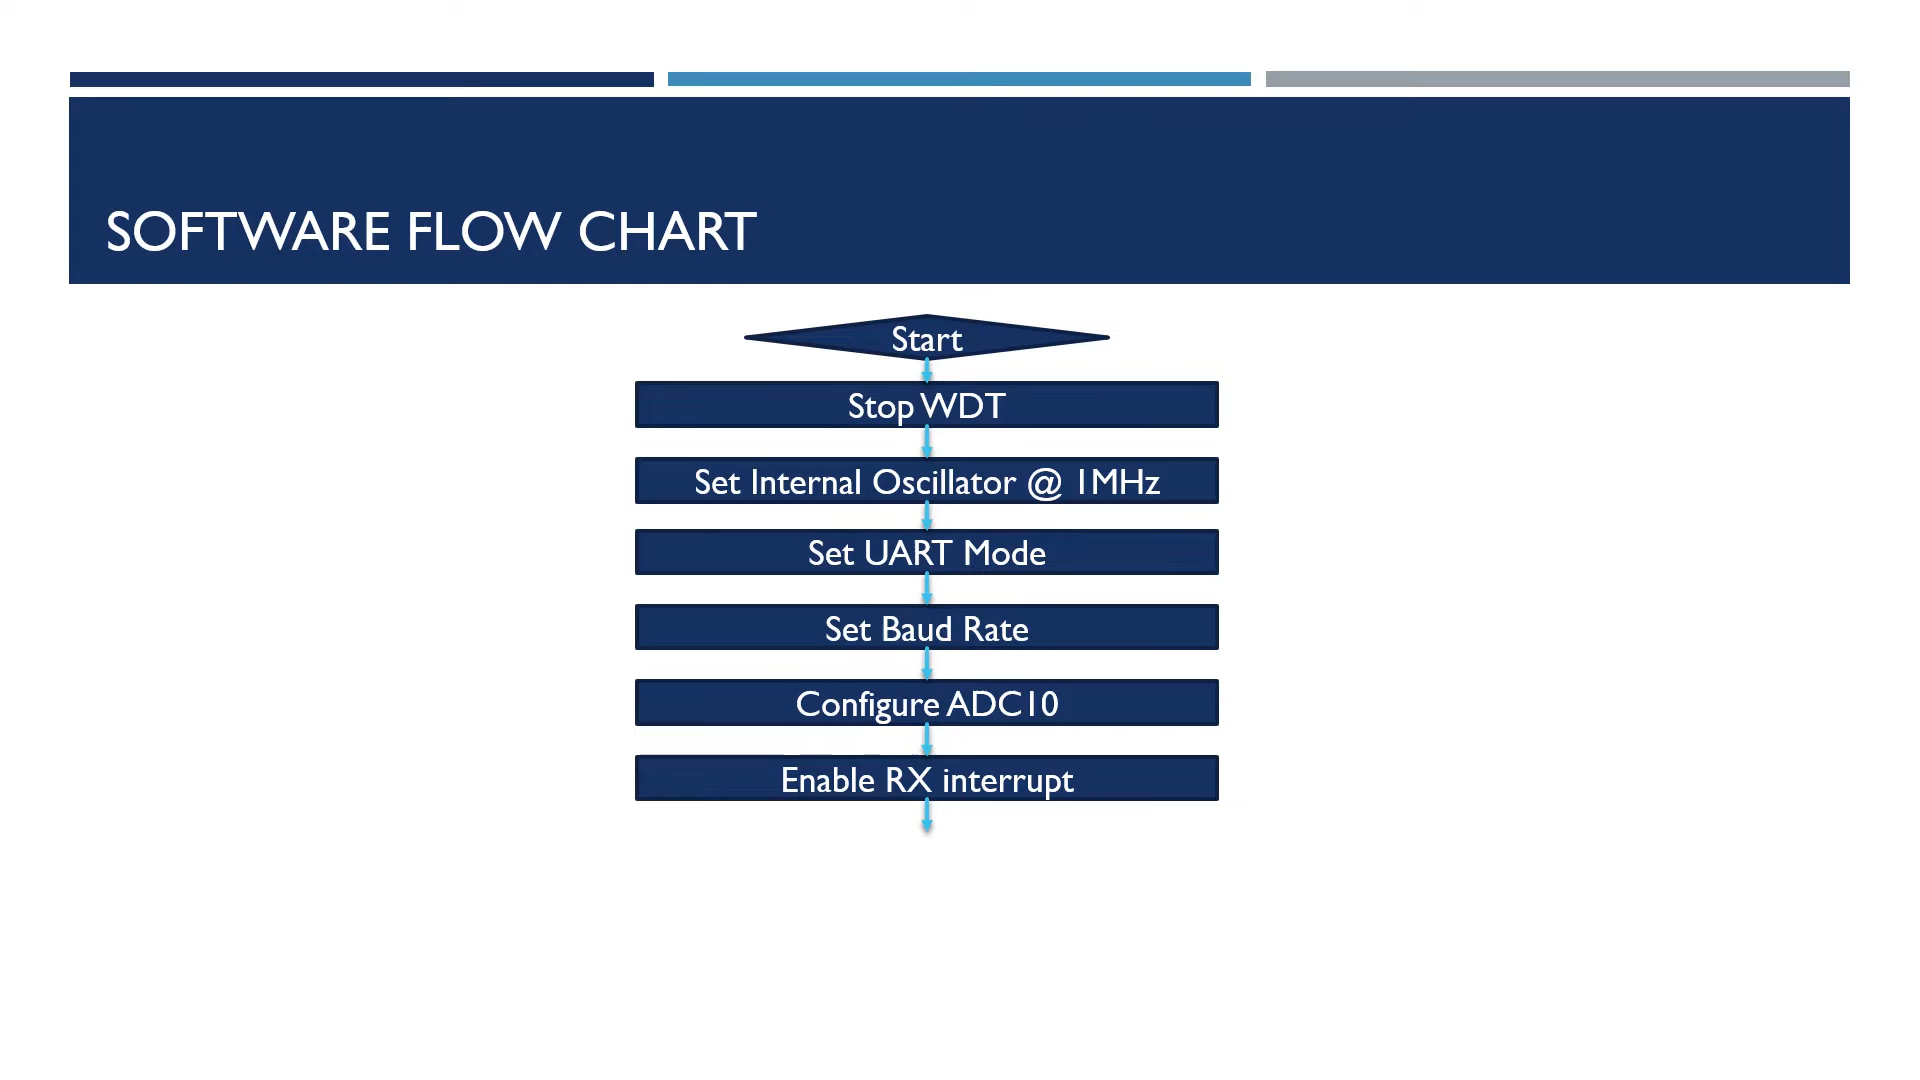 SOFTWARE FLOW CHART
Start
Stop WDT
Set Internal Oscillator @ 1MHz
Set UART Mode
Set Baud Rate
Configure ADC10
Enable RX interrupt